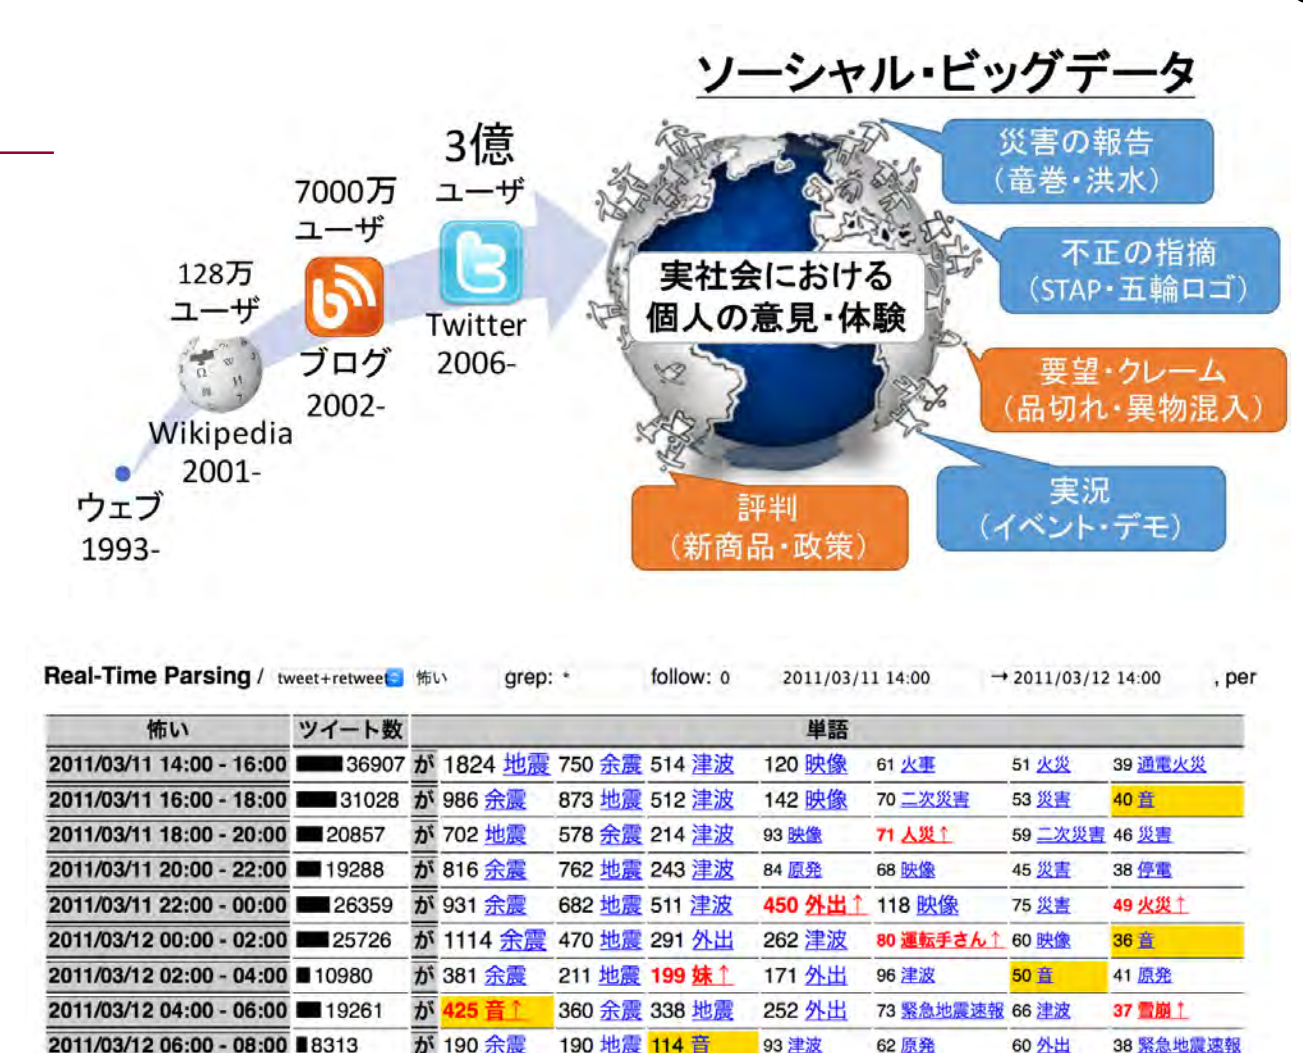 ソーシャル・ビッグデータ
3億
ユーザ
7000万
ユーザ
128万
ユーザ
Twitter
2006-
ブログ
2002-
Wikipedia
2001-
ウェブ
1993-
実社会における
個人の意見・体験
災害の報告
(竜巻・洪水)
不正の指摘
(STAP・五輪ロゴ)
要望・クレーム
(品切れ・異物混入)
実況
(イベント・デモ)
評判
(新商品・政策)
Real-Time Parsing / tweet+retweet 怖い grep: * follow: 0 2011/03/11 14:00 → 2011/03/12 14:00 , per
怖い ツイート数 単語
2011/03/11 14:00 - 16:00 36907 が 1824 地震 750 余震 514 津波 120 映像 61 火事 51 火災 39 通電火災
2011/03/11 16:00 - 18:00 31028 が 986 余震 873 地震 512 津波 142 映像 70 二次災害 53 災害 40 音
2011/03/11 18:00 - 20:00 20857 が 702 地震 578 余震 214 津波 93 映像 71 人災↑ 59 二次災害 46 災害
2011/03/11 20:00 - 22:00 19288 が 816 余震 762 地震 243 津波 84 原発 68 映像 45 災害 38 停電
2011/03/11 22:00 - 00:00 26359 が 931 余震 682 地震 511 津波 450 外出↑ 118 映像 75 災害 49 火災↑
2011/03/12 00:00 - 02:00 25726 が 1114 余震 470 地震 291 外出 262 津波 80 運転手さん↑ 60 映像 36 音
2011/03/12 02:00 - 04:00 10980 が 381 余震 211 地震 199 妹↑ 171 外出 96 津波 50 音 41 原発
2011/03/12 04:00 - 06:00 19261 が 425 音↑ 360 余震 338 地震 252 外出 73 緊急地震速報 66 津波 37 雪崩↑
2011/03/12 06:00 - 08:00 8313 が 190 余震 190 地震 114 音 93 津波 62 原発 60 外出 38 緊急地震速報